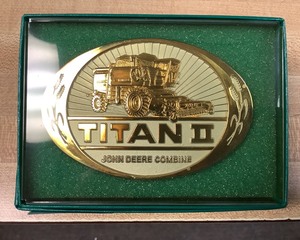 TITAN II
JOHN DEERE COMBINE